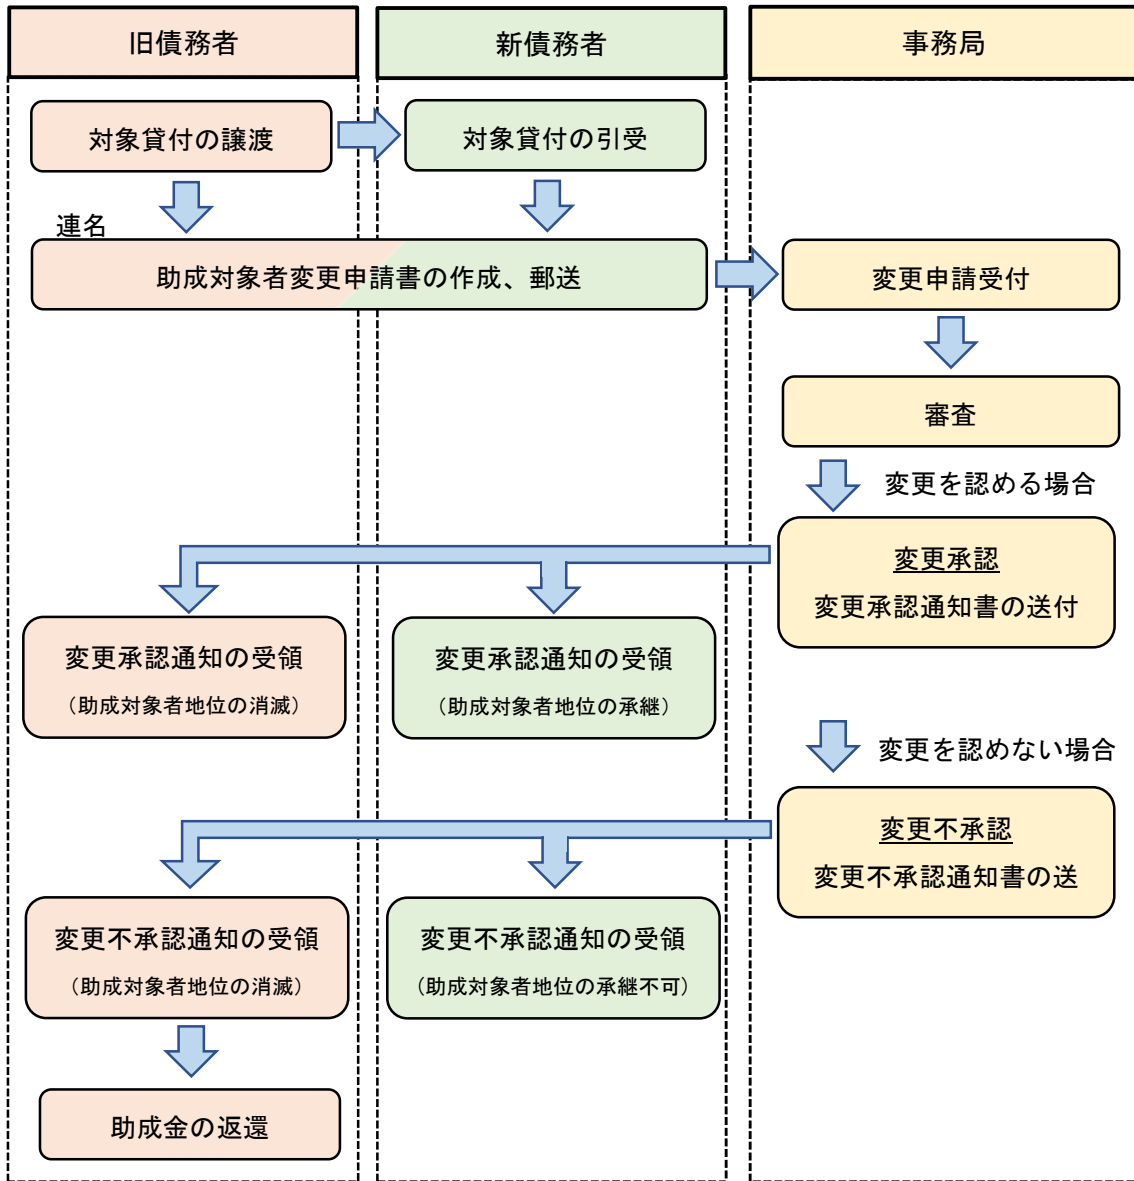 旧債務者
新債務者
事務局
対象貸付の譲渡
対象貸付の引受
連名
助成対象者変更申請書の作成、郵送
変更申請受付
審査
変更を認める場合
変更承認
変更承認通知書の送付
変更承認通知の受領
（助成対象者地位の消滅）
変更承認通知の受領
（助成対象者地位の承継）
変更を認めない場合
変更不承認
変更不承認通知書の送
変更不承認通知の受領
（助成対象者地位の消滅）
変更不承認通知の受領
（助成対象者地位の承継不可）
助成金の返還